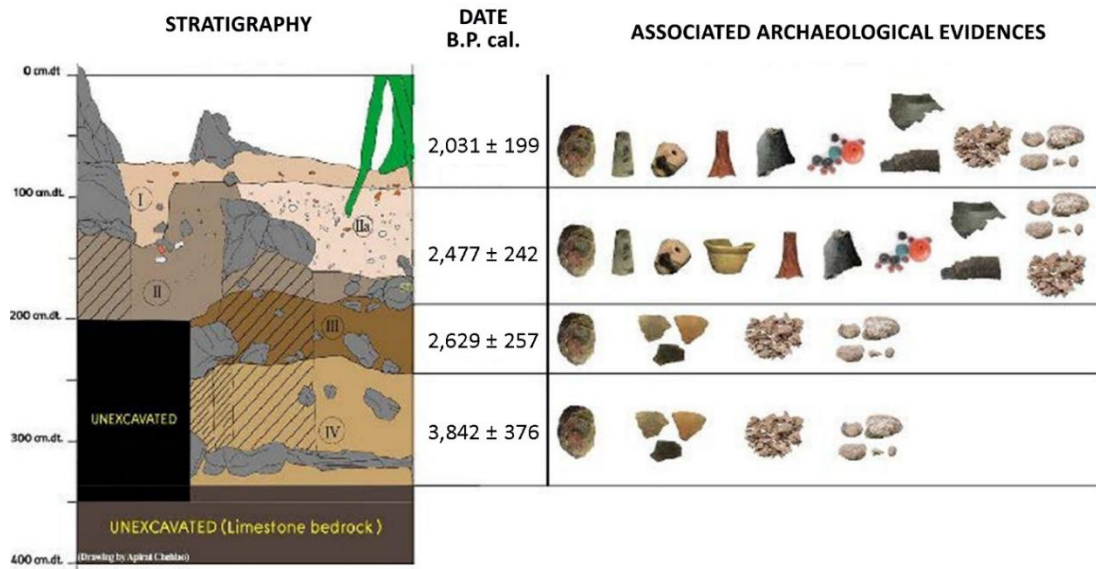 STRATIGRAPHY
DATE
B.P. cal.
ASSOCIATED ARCHAEOLOGICAL EVIDENCES
0 cm.dt
100 cm.dt.
200 cm.dt.
300 cm.dt.
400 cm.dt.
I
IIa
II
III
IV
UNEXCAVATED
UNEXCAVATED (Limestone bedrock)
(Drawing by Apirat
2,031 ± 199
2,477 ± 242
2,629 ± 257
3,842 ± 376